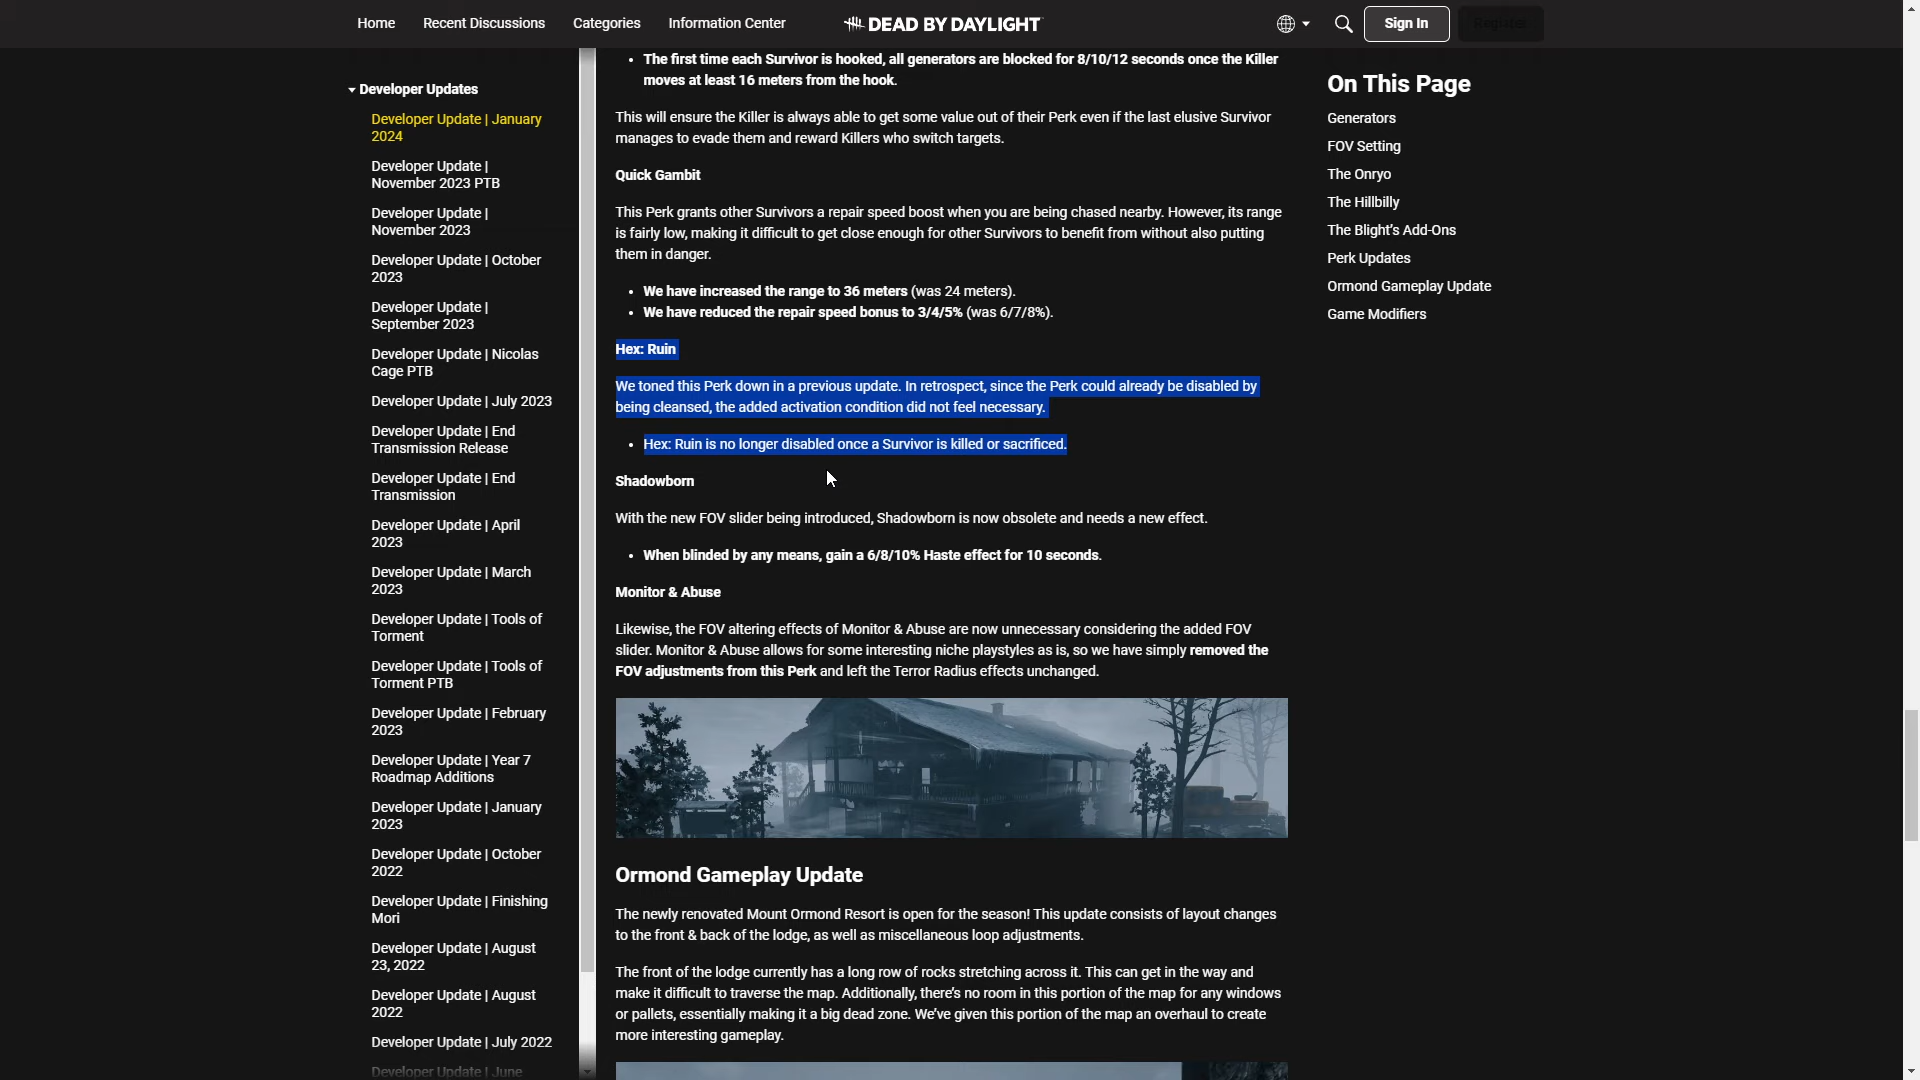 Home
Recent Discussions
Categories
Information Center
DEAD BY DAYLIGHT
Sign In
Register
Developer Updates
Developer Update | January
2024
Developer Update |
November 2023 PTB
Developer Update |
November 2023
Developer Update | October
2023
Developer Update |
September 2023
Developer Update | Nicolas
Cage PTB
Developer Update | July 2023
Developer Update | End
Transmission Release
Developer Update | End
Transmission
Developer Update | April
2023
Developer Update | March
2023
Developer Update | Tools of
Torment
Developer Update | Tools of
Torment PTB
Developer Update | February
2023
Developer Update | Year 7
Roadmap Additions
Developer Update | January
2023
Developer Update | October
2022
Developer Update | Finishing
Mori
Developer Update | August
23, 2022
Developer Update | August
2022
Developer Update | July 2022
Developer Update | June
• The first time each Survivor is hooked, all generators are blocked for 8/10/12 seconds once the Killer
moves at least 16 meters from the hook.
This will ensure the Killer is always able to get some value out of their Perk even if the last elusive Survivor
manages to evade them and reward Killers who switch targets.
Quick Gambit
This Perk grants other Survivors a repair speed boost when you are being chased nearby. However, its range
is fairly low, making it difficult to get close enough for other Survivors to benefit from without also putting
them in danger.
• We have increased the range to 36 meters (was 24 meters).
• We have reduced the repair speed bonus to 3/4/5% (was 6/7/8%).
Hex: Ruin
We toned this Perk down in a previous update. In retrospect, since the Perk could already be disabled by
being cleansed, the added activation condition did not feel necessary.
• Hex: Ruin is no longer disabled once a Survivor is killed or sacrificed.
Shadowborn
With the new FOV slider being introduced, Shadowborn is now obsolete and needs a new effect.
• When blinded by any means, gain a 6/8/10% Haste effect for 10 seconds.
Monitor & Abuse
Likewise, the FOV altering effects of Monitor & Abuse are now unnecessary considering the added FOV
slider. Monitor & Abuse allows for some interesting niche playstyles as is, so we have simply removed the
FOV adjustments from this Perk and left the Terror Radius effects unchanged.
Ormond Gameplay Update
The newly renovated Mount Ormond Resort is open for the season! This update consists of layout changes
to the front & back of the lodge, as well as miscellaneous loop adjustments.
The front of the lodge currently has a long row of rocks stretching across it. This can get in the way and
make it difficult to traverse the map. Additionally, there's no room in this portion of the map for any windows
or pallets, essentially making it a big dead zone. We've given this portion of the map an overhaul to create
more interesting gameplay.
On This Page
Generators
FOV Setting
The Onryo
The Hillbilly
The Blight's Add-Ons
Perk Updates
Ormond Gameplay Update
Game Modifiers